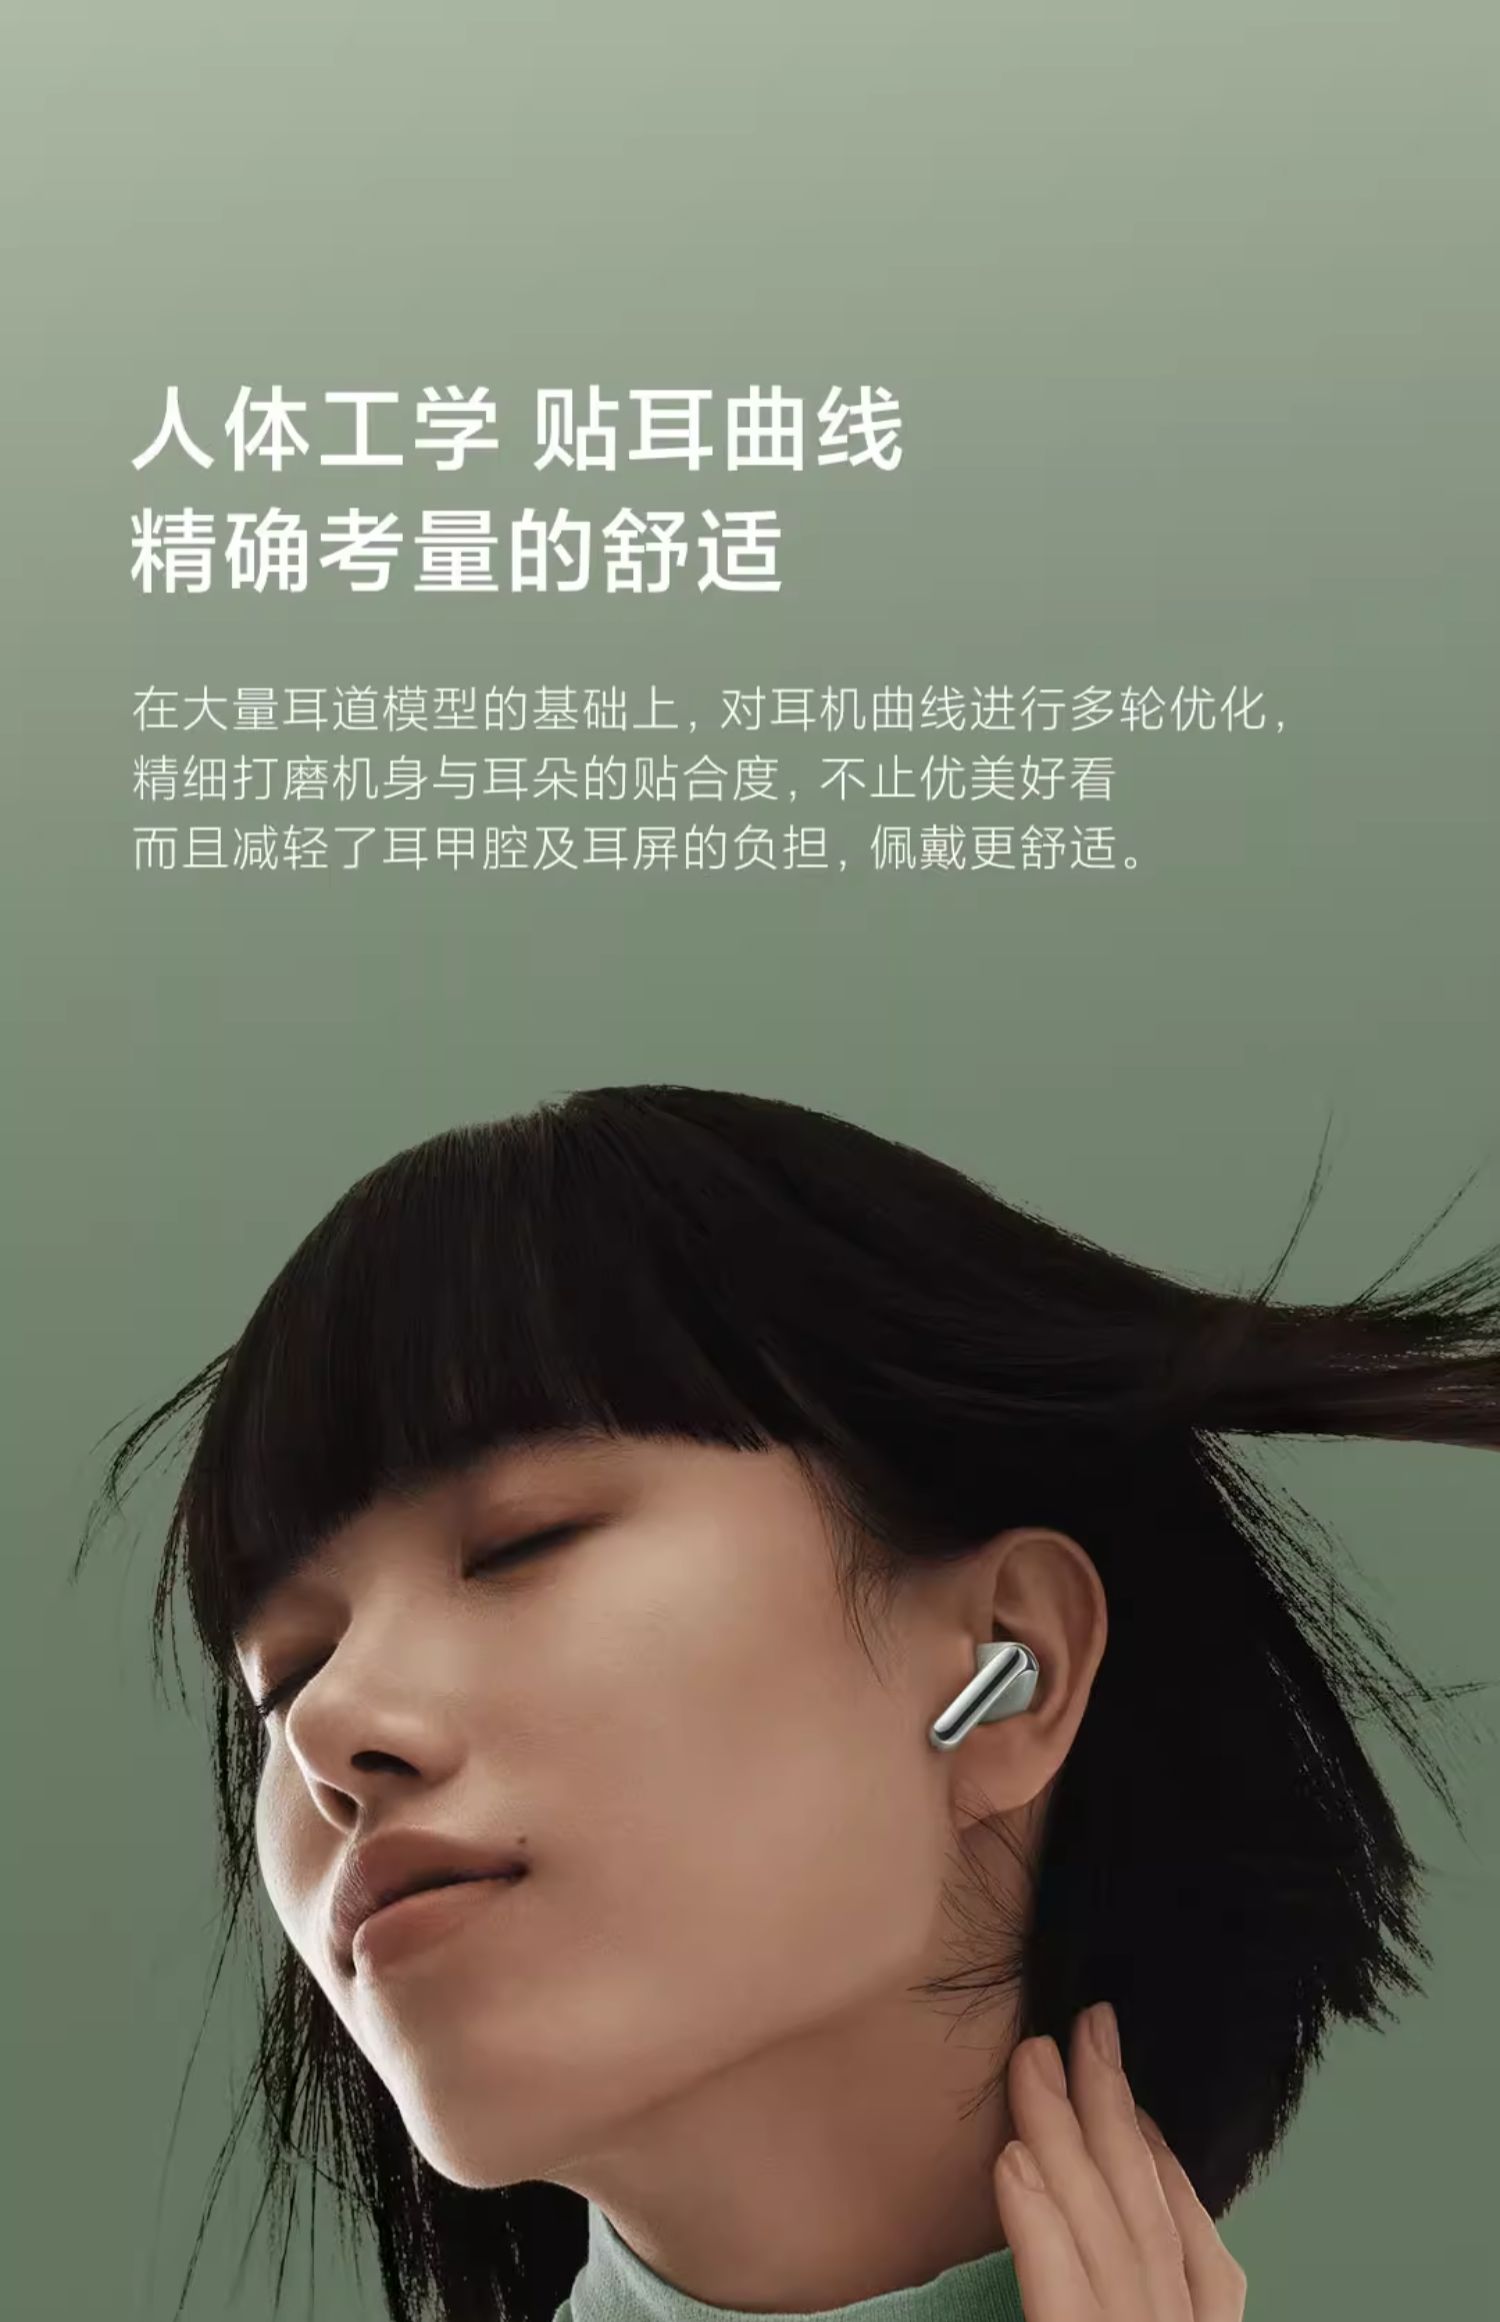 人体工学 贴耳曲线
精确考量的舒适
在大量耳道模型的基础上，对耳机曲线进行多轮优化，
精细打磨机身与耳朵的贴合度，不止优美好看
而且减轻了耳甲腔及耳屏的负担，佩戴更舒适。